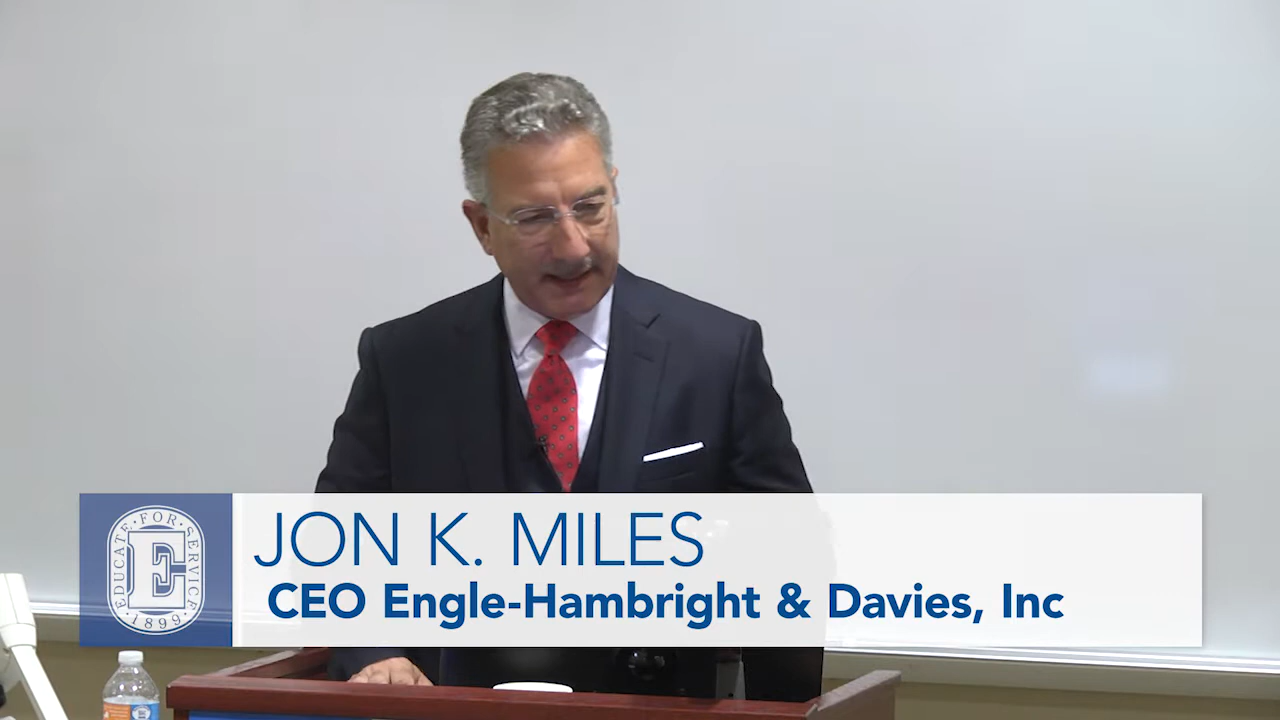 EDUCATE·FOR·SERVICE
E
1899
JON K. MILES
CEO Engle-Hambright & Davies, Inc